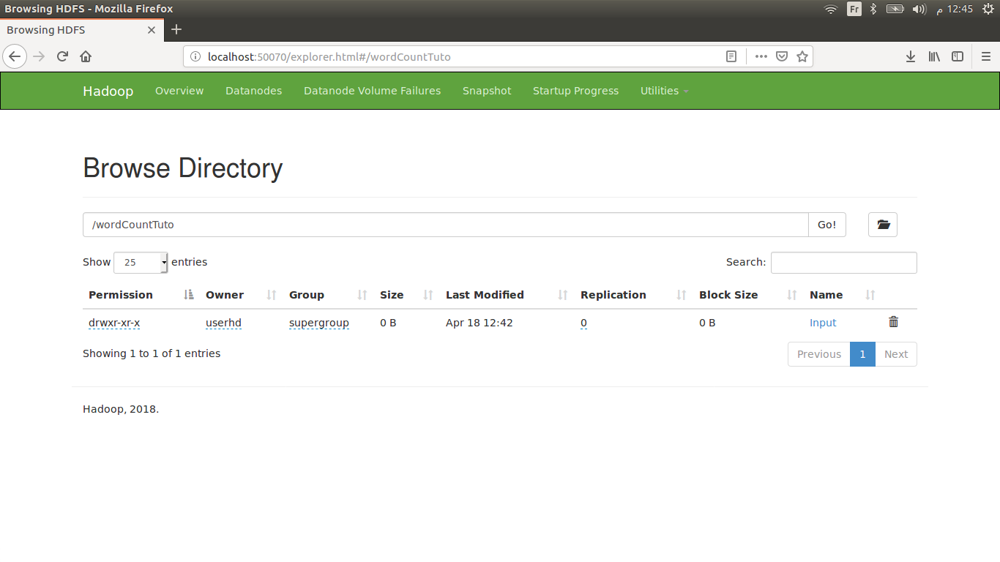 Browsing HDFS - Mozilla Firefox
Fr
12:45 م
Browsing HDFS
localhost:50070/explorer.html#/wordCountTuto
Hadoop Overview Datanodes Datanode Volume Failures Snapshot Startup Progress Utilities
Browse Directory
/wordCountTuto Go!
Show 25 entries Search:
Permission Owner Group Size Last Modified Replication Block Size Name
drwxr-xr-x userhd supergroup 0 B Apr 18 12:42 0 0 B Input
Showing 1 to 1 of 1 entries Previous 1 Next
Hadoop, 2018.